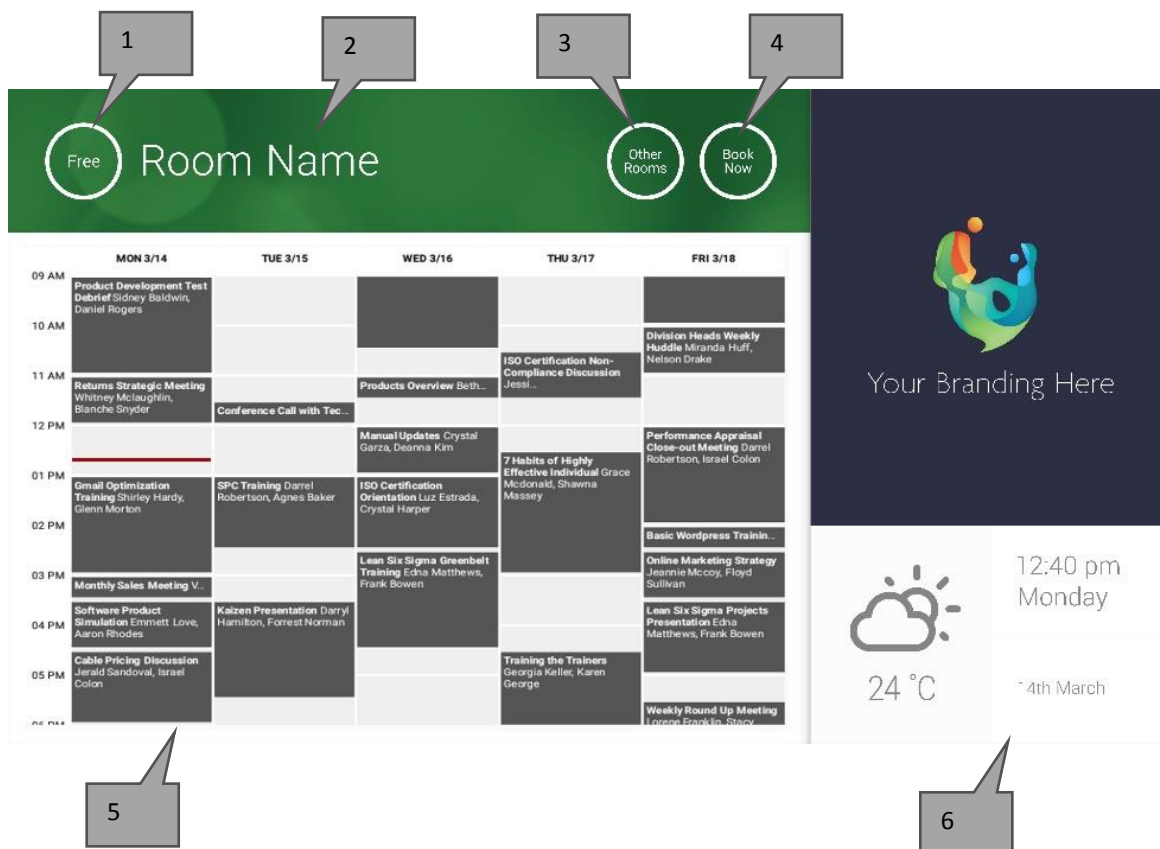 1
2
3
4
Free
Room Name
Other
Rooms
Book
Now
MON 3/14
TUE 3/15
WED 3/16
THU 3/17
FRI 3/18
09 AM
10 AM
11 AM
12 PM
01 PM
02 PM
03 PM
04 PM
05 PM
06 PM
Product Development Test
Debrief Sidney Baldwin,
Daniel Rogers
Returns Strategic Meeting
Whitney Mclaughlin,
Blanche Snyder
Gmail Optimization
Training Shirley Hardy,
Glenn Morton
Monthly Sales Meeting V...
Software Product
Simulation Emmett Love,
Aaron Rhodes
Cable Pricing Discussion
Jerald Sandoval, Israel
Colon
Conference Call with Tec...
SPC Training Darrel
Robertson, Agnes Baker
Kaizen Presentation Darryl
Hamilton, Forrest Norman
Products Overview Beth...
Manual Updates Crystal
Garza, Deanna Kim
ISO Certification
Orientation Luz Estrada,
Crystal Harper
Lean Six Sigma Greenbelt
Training Edna Matthews,
Frank Bowen
ISO Certification Non-
Compliance Discussion
Jessi...
7 Habits of Highly
Effective Individual Grace
Mcdonald, Shawna
Massey
Training the Trainers
Georgia Keller, Karen
George
Division Heads Weekly
Huddle Miranda Huff,
Nelson Drake
Performance Appraisal
Close-out Meeting Darrel
Robertson, Israel Colon
Basic Wordpress Trainin..
Online Marketing Strategy
Jeannie Mccoy, Floyd
Sullivan
Lean Six Sigma Projects
Presentation Edna
Matthews, Frank Bowen
Weekly Round Up Meeting
Lorene Franklin, Stacy
Your Branding Here
12:40 pm
Monday
24 °C
14th March
5
6